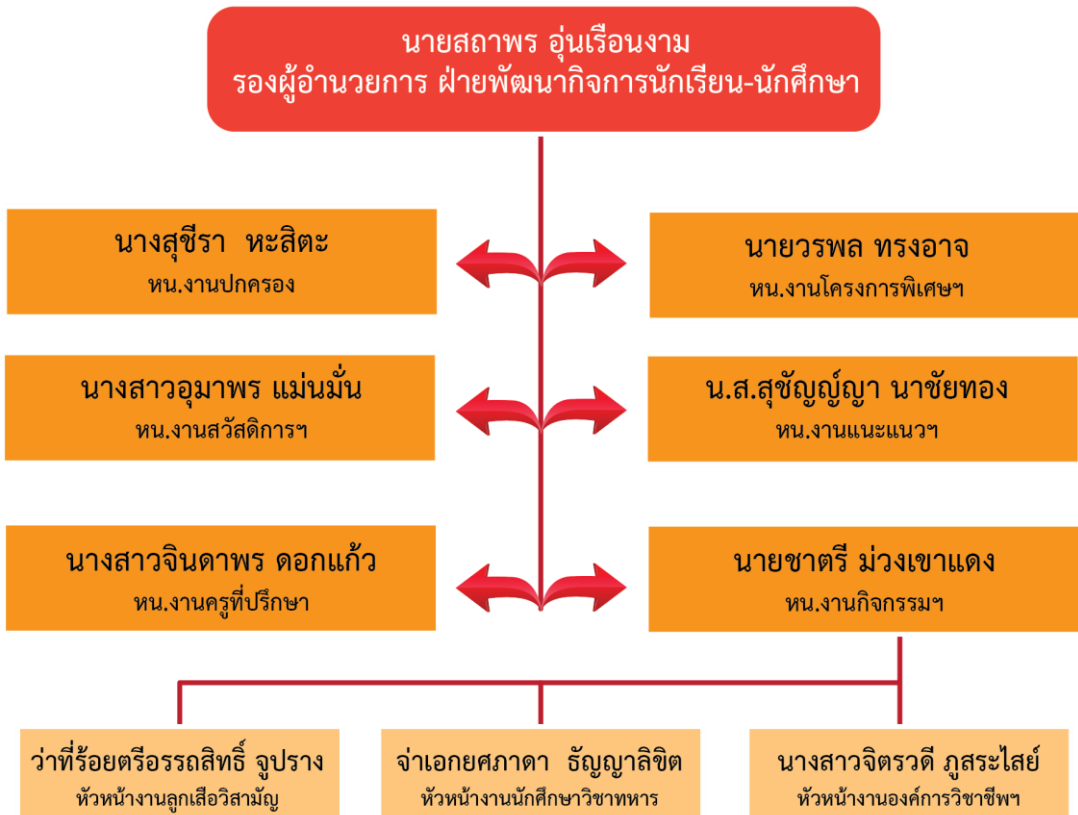 นายสถาพร อุ่นเรือนงาม
รองผู้อำนวยการ ฝ่ายพัฒนากิจการนักเรียน-นักศึกษา
นางสุชีรา หะสิตะ
หน.งานปกครอง
นายวรพล ทรงอาจ
หน.งานโครงการพิเศษฯ
นางสาวอุมาพร แม่นมั่น
หน.งานสวัสดิการฯ
น.ส.สุชัญญ์ญา นาชัยทอง
หน.งานแนะแนวฯ
นางสาวจินดาพร ดอกแก้ว
หน.งานครูที่ปรึกษา
นายชาตรี ม่วงเขาแดง
หน.งานกิจกรรมฯ
ว่าที่ร้อยตรีอรรถสิทธิ์ จูปราง
หัวหน้างานลูกเสือวิสามัญ
จ่าเอกยศภาดา ธัญญาลิขิต
หัวหน้างานนักศึกษาวิชาทหาร
นางสาวจิตรวดี ภูสระไสย์
หัวหน้างานองค์การวิชาชีพฯ